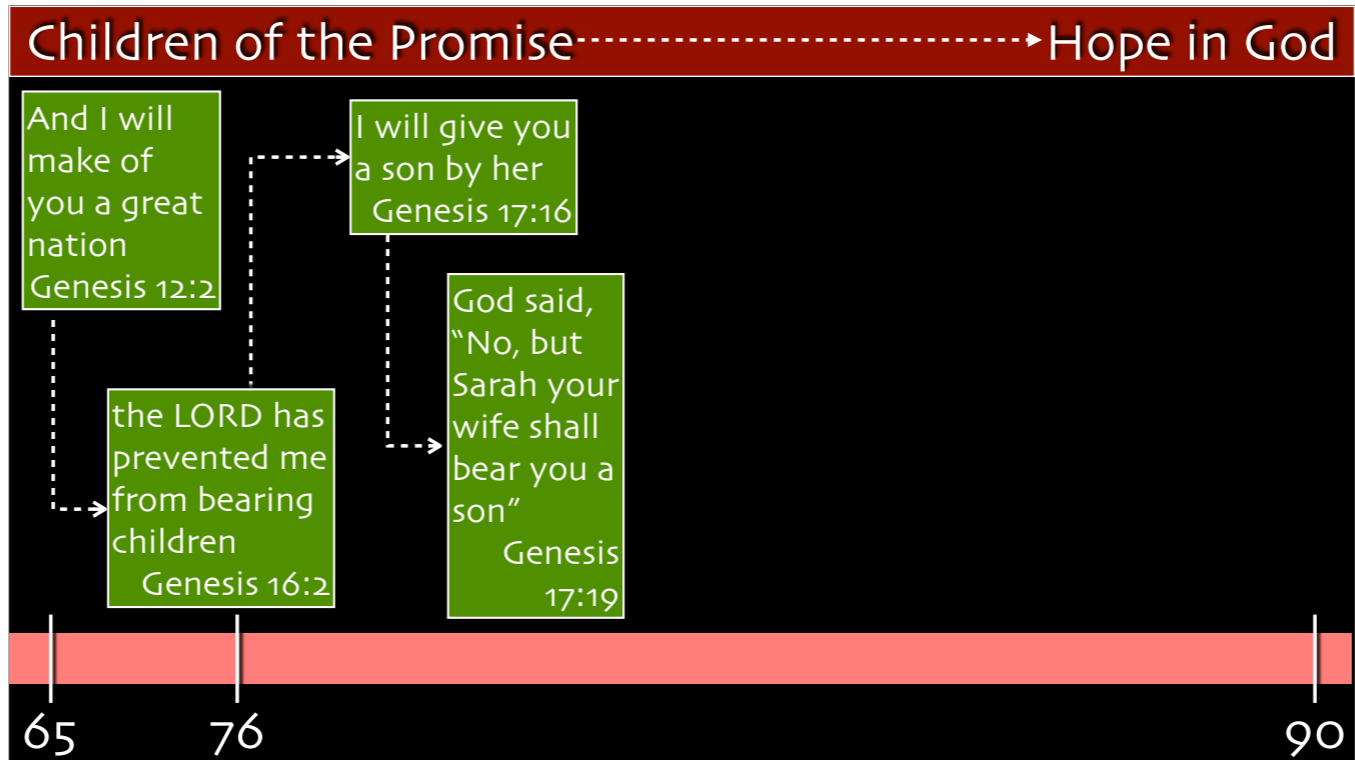 Children of the Promise
Hope in God
And I will
make of
you a great
nation
Genesis 12:2
the LORD has
prevented me
from bearing
children
Genesis 16:2
I will give you
a son by her
Genesis 17:16
God said,
“No, but
Sarah your
wife shall
bear you a
son”
Genesis
17:19
65
76
90